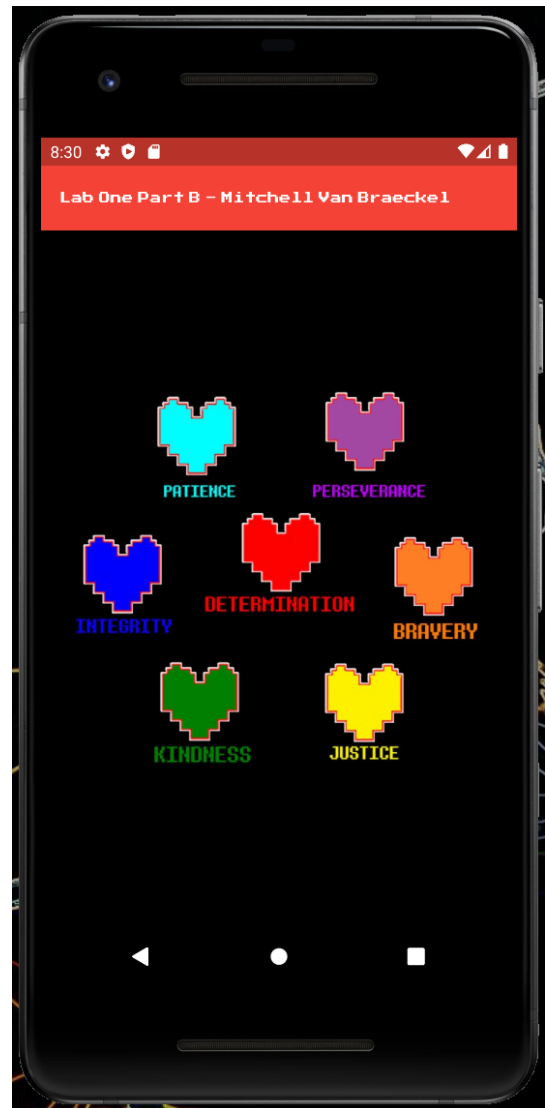 8:30
Lab One Part B - Mitchell Van Braeckel
PATIENCE
PERSEVERANCE
DETERMINATION
INTEGRITY
BRAVERY
KINDNESS
JUSTICE